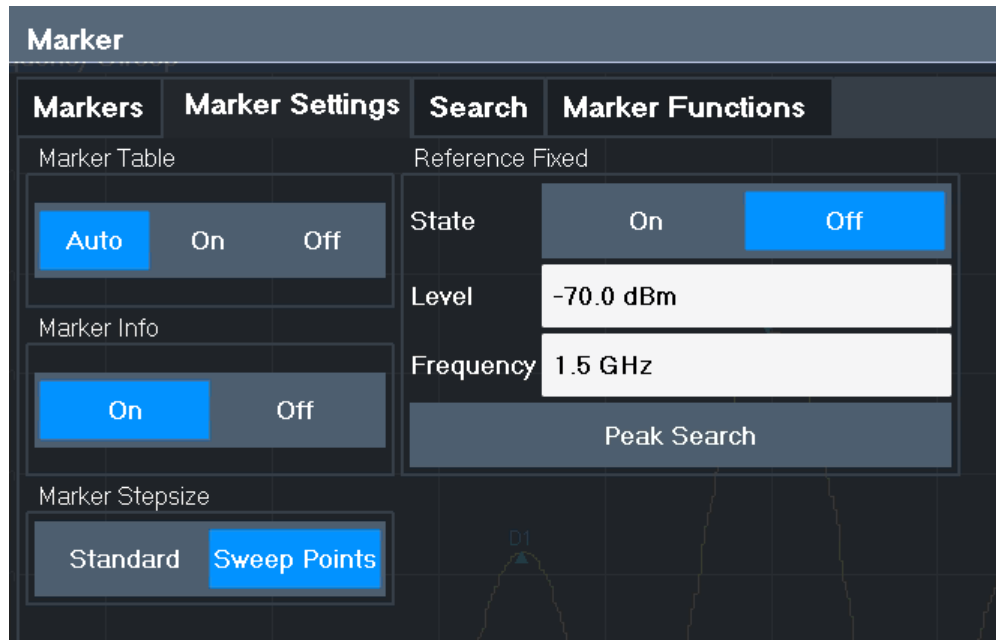 Marker
Markers Marker Settings Search Marker Functions
Marker Table
Auto On Off
Marker Info
On Off
Marker Stepsize
Standard Sweep Points
Reference Fixed
State On Off
Level -70.0 dBm
Frequency 1.5 GHz
Peak Search
D1